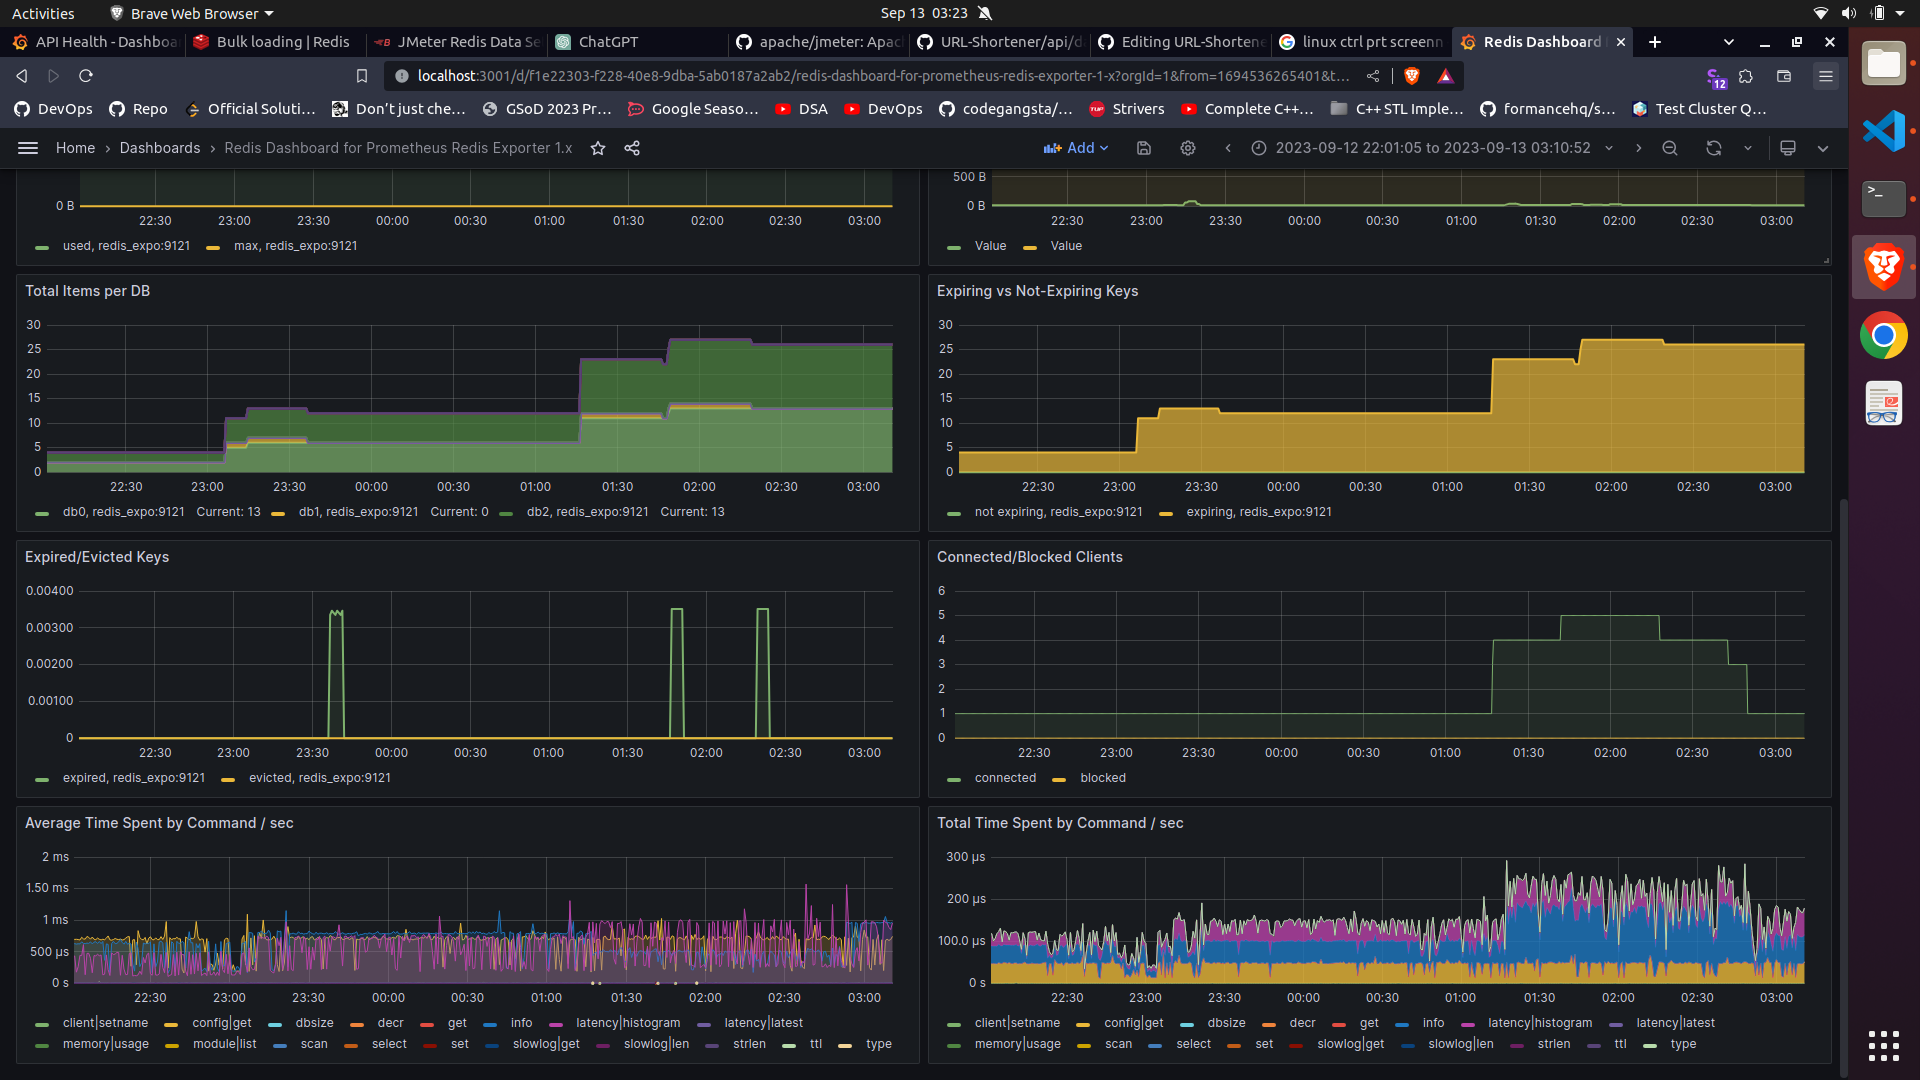 Activities Brave Web Browser Sep 13 03:23
API Health - Dashboa Bulk loading | Redis JMeter Redis Data Se ChatGPT apache/jmeter: Apac URL-Shortener/api/d Editing URL-Shortene linux ctrl prt screenn Redis Dashboard
localhost:3001/d/f1e22303-f228-40e8-9dba-5ab0187a2ab2/redis-dashboard-for-prometheus-redis-exporter-1-x?orgId=1&from=1694536265401&t... 12
DevOps Repo Official Soluti... Don't just che... GSoD 2023 Pr... Google Seaso... DSA DevOps codegangsta/... Strivers Complete C++... C++ STL Imple... formancehq/s... Test Cluster Q...
Home › Dashboards › Redis Dashboard for Prometheus Redis Exporter 1.x Add 2023-09-12 22:01:05 to 2023-09-13 03:10:52
0 B
22:30 23:00 23:30 00:00 00:30 01:00 01:30 02:00 02:30 03:00
used, redis_expo:9121 max, redis_expo:9121
500 B
0 B
22:30 23:00 23:30 00:00 00:30 01:00 01:30 02:00 02:30 03:00
Value Value
Total Items per DB
30
25
20
15
10
5
0
22:30 23:00 23:30 00:00 00:30 01:00 01:30 02:00 02:30 03:00
db0, redis_expo:9121 Current: 13 db1, redis_expo:9121 Current: 0 db2, redis_expo:9121 Current: 13
Expiring vs Not-Expiring Keys
30
25
20
15
10
5
0
22:30 23:00 23:30 00:00 00:30 01:00 01:30 02:00 02:30 03:00
not expiring, redis_expo:9121 expiring, redis_expo:9121
Expired/Evicted Keys
0.00400
0.00300
0.00200
0.00100
0
22:30 23:00 23:30 00:00 00:30 01:00 01:30 02:00 02:30 03:00
expired, redis_expo:9121 evicted, redis_expo:9121
Connected/Blocked Clients
6
5
4
3
2
1
0
22:30 23:00 23:30 00:00 00:30 01:00 01:30 02:00 02:30 03:00
connected blocked
Average Time Spent by Command / sec
2 ms
1.50 ms
1 ms
500 µs
0 s
22:30 23:00 23:30 00:00 00:30 01:00 01:30 02:00 02:30 03:00
client|setname config|get dbsize decr get info latency|histogram latency|latest
memory|usage module|list scan select set slowlog|get slowlog|len strlen ttl type
Total Time Spent by Command / sec
300 µs
200 µs
100.0 µs
0 s
22:30 23:00 23:30 00:00 00:30 01:00 01:30 02:00 02:30 03:00
client|setname config|get dbsize decr get info latency|histogram latency|latest
memory|usage scan select set slowlog|get slowlog|len strlen ttl type